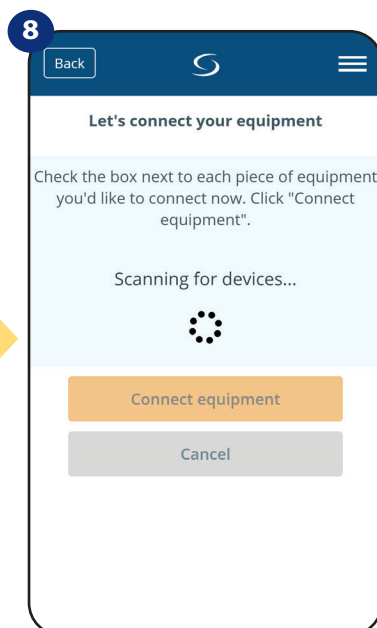 8
Back
Let's connect your equipment
Check the box next to each piece of equipment
you'd like to connect now. Click "Connect
equipment".
Scanning for devices...
Connect equipment
Cancel